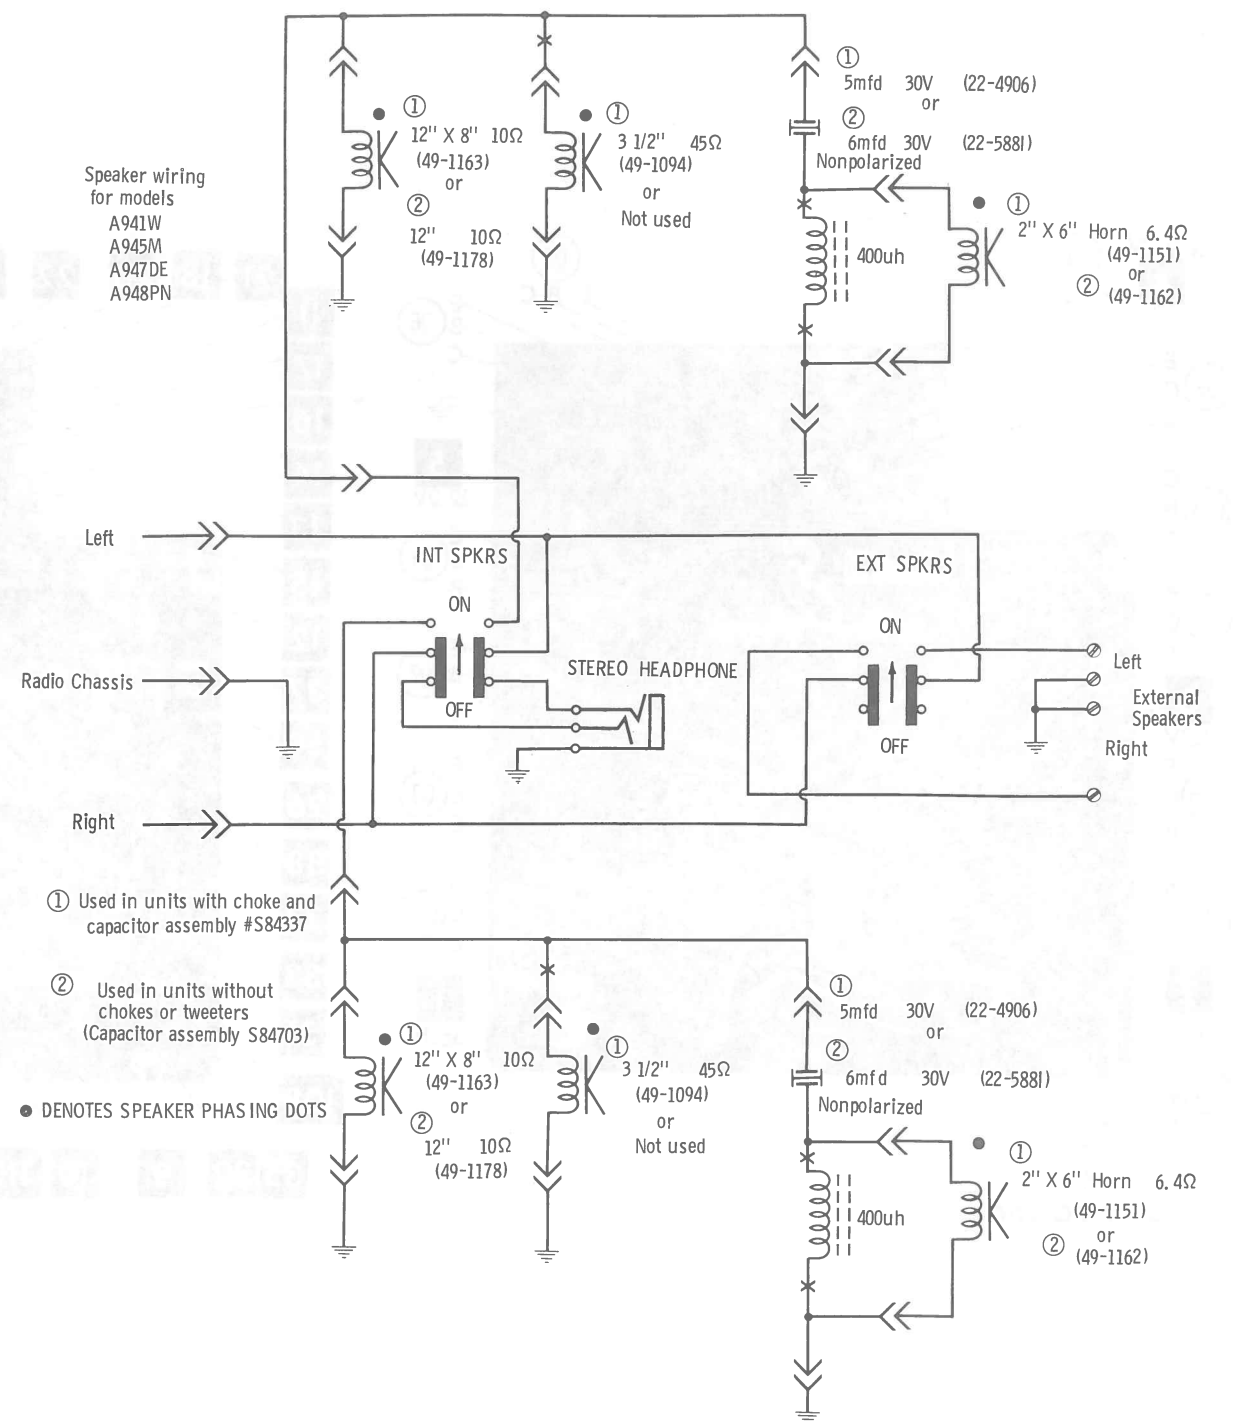 ①
5mfd 30V (22-4906)
or
②
6mfd 30V (22-5881)
Nonpolarized
①
12" X 8" 10Ω
(49-1163)
or
②
12" 10Ω
(49-1178)
①
3 1/2" 45Ω
(49-1094)
or
Not used
Speaker wiring
for models
A941W
A945M
A947DE
A948PN
①
2" X 6" Horn 6.4Ω
(49-1151)
or
② (49-1162)
400uh
Left
INT SPKRS
EXT SPKRS
ON
OFF
STEREO HEADPHONE
ON
OFF
Left
External
Speakers
Right
Radio Chassis
Right
① Used in units with choke and
capacitor assembly #S84337
② Used in units without
chokes or tweeters
(Capacitor assembly S84703)
● DENOTES SPEAKER PHASING DOTS
①
12" X 8" 10Ω
(49-1163)
or
②
12" 10Ω
(49-1178)
①
3 1/2" 45Ω
(49-1094)
or
Not used
①
5mfd 30V (22-4906)
or
②
6mfd 30V (22-5881)
Nonpolarized
①
2" X 6" Horn 6.4Ω
(49-1151)
or
② (49-1162)
400uh